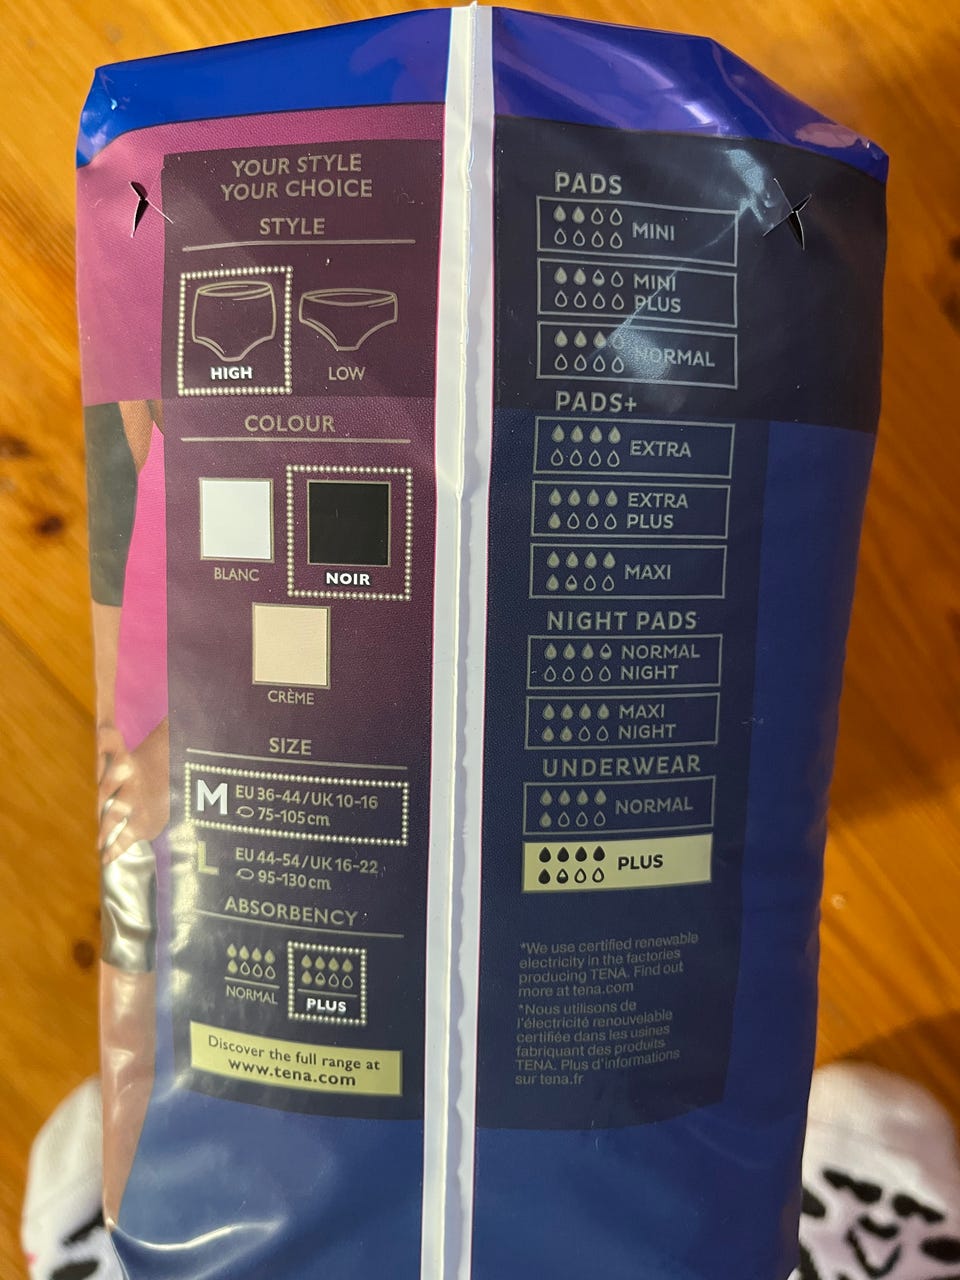 YOUR STYLE
YOUR CHOICE
STYLE
HIGH
LOW
COLOUR
BLANC
NOIR
CRÈME
SIZE
M EU 36-44/UK 10-16
75-105cm
L EU 44-54/UK 16-22
95-130cm
ABSORBENCY
NORMAL
PLUS
Discover the full range at
www.tena.com
PADS
MINI
MINI
PLUS
NORMAL
PADS+
EXTRA
EXTRA
PLUS
MAXI
NIGHT PADS
NORMAL
NIGHT
MAXI
NIGHT
UNDERWEAR
NORMAL
PLUS
*We use certified renewable
electricity in the factories
producing TENA. Find out
more at tena.com
*Nous utilisons de
l'électricité renouvelable
certifiée dans les usines
fabriquant des produits
TENA. Plus d'informations
sur tena.fr